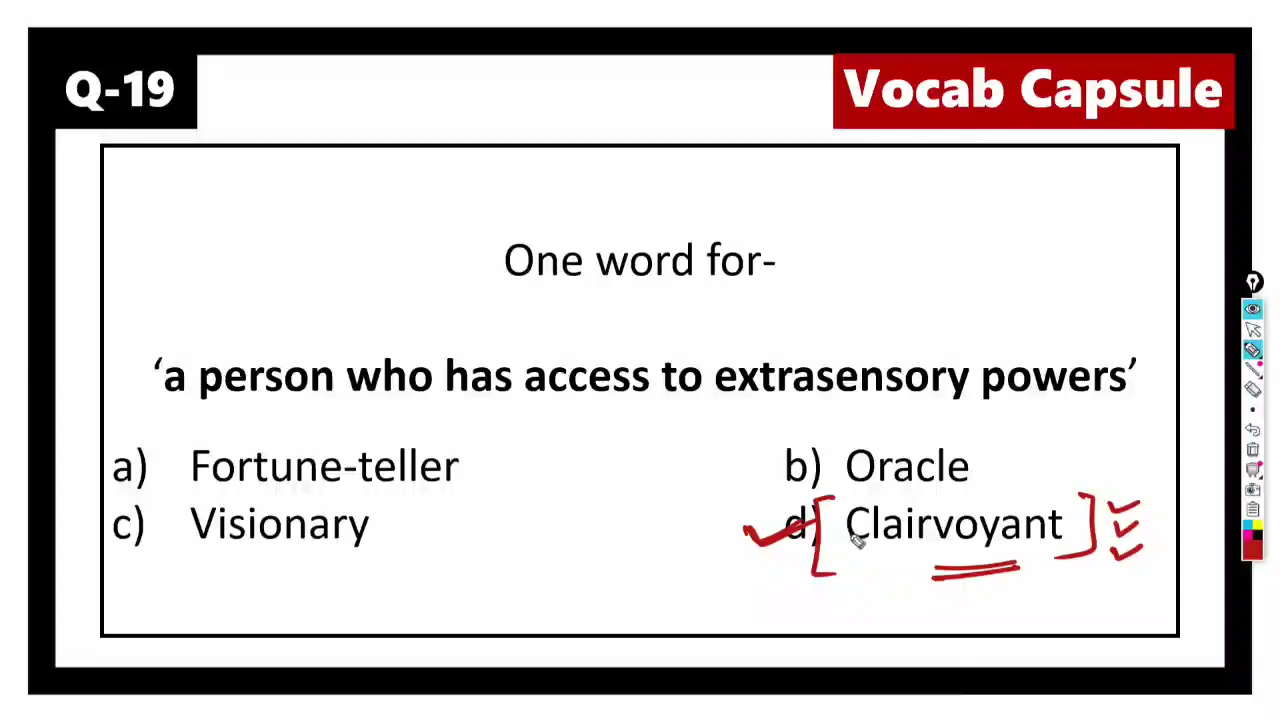 Q-19
Vocab Capsule
One word for-
‘a person who has access to extrasensory powers’
a) Fortune-teller
b) Oracle
c) Visionary
d) Clairvoyant